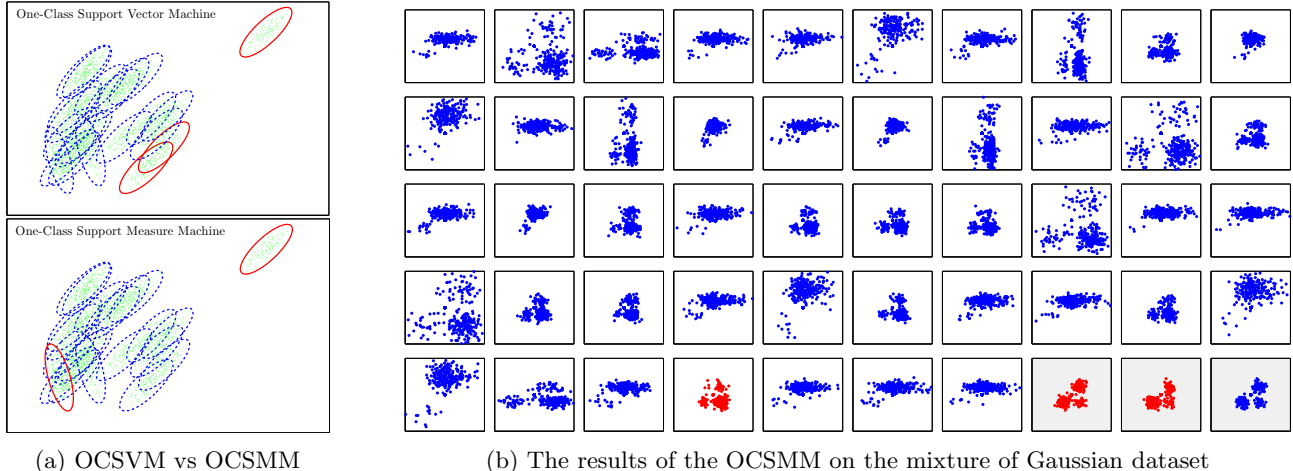 One-Class Support Vector Machine
One-Class Support Measure Machine
(a) OCSVM vs OCSMM
(b) The results of the OCSMM on the mixture of Gaussian dataset